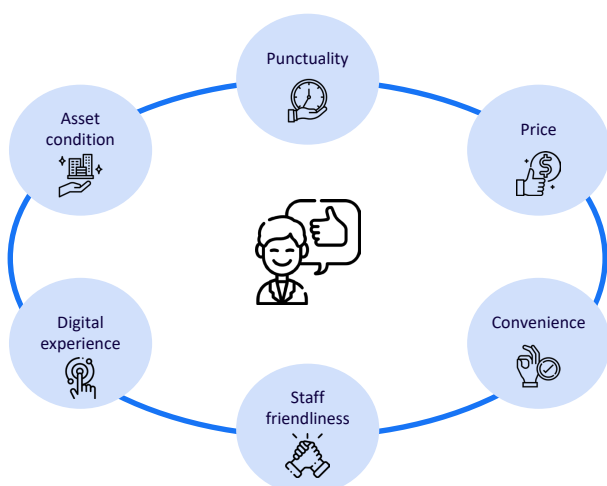 Punctuality
Asset
condition
Price
Digital
experience
Convenience
Staff
friendliness